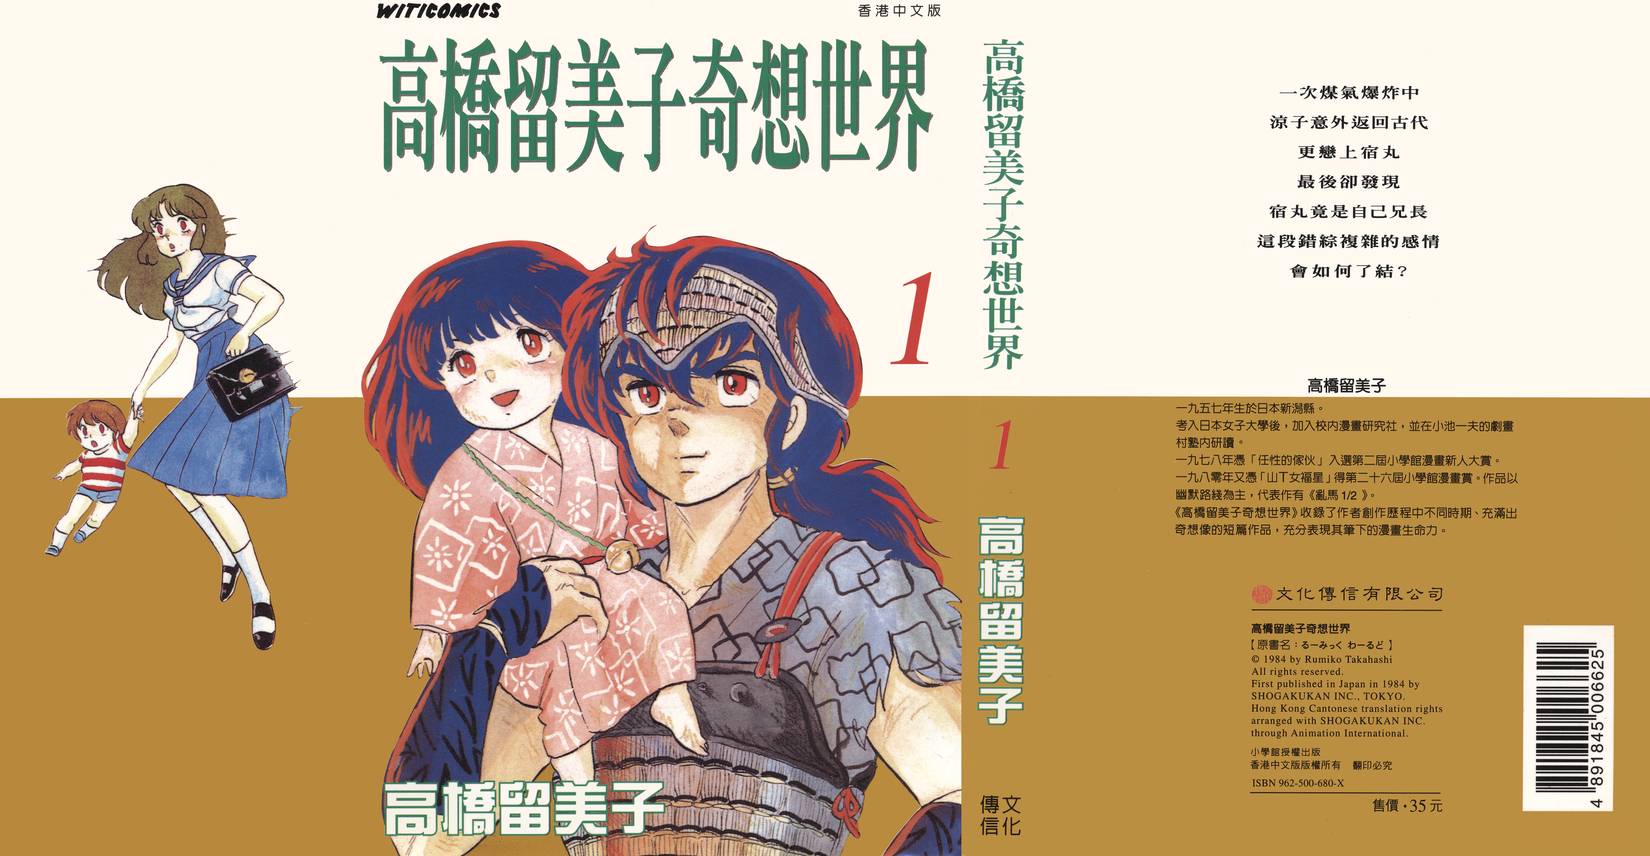 WITICOMICS
香港中文版
高橋留美子奇想世界
1
高橋留美子
高橋留美子奇想世界
1
高橋留美子
文化傳信
一次煤氣爆炸中
涼子意外返回古代
更戀上宿丸
最後卻發現
宿丸竟是自己兄長
這段錯綜複雜的感情
會如何了結？
高橋留美子
一九五七年生於日本新潟縣。
考入日本女子大學後，加入校內漫畫研究社，並在小池一夫的劇畫
村塾內研讀。
一九七八年憑「任性的傢伙」入選第二屆小學館漫畫新人大賞。
一九八零年又憑「山T女福星」得第二十六屆小學館漫畫賞。作品以
幽默路綫為主，代表作有《亂馬1/2》。
《高橋留美子奇想世界》收錄了作者創作歷程中不同時期、充滿出
奇想像的短篇作品，充分表現其筆下的漫畫生命力。
文化傳信有限公司
高橋留美子奇想世界
【原書名：るーみっく わーるど】
© 1984 by Rumiko Takahashi
All rights reserved.
First published in Japan in 1984 by
SHOGAKUKAN INC., TOKYO.
Hong Kong Cantonese translation rights
arranged with SHOGAKUKAN INC.
through Animation International.
小學館授權出版
香港中文版版權所有 翻印必究
ISBN 962-500-680-X
售價・35元
4 891845 006625